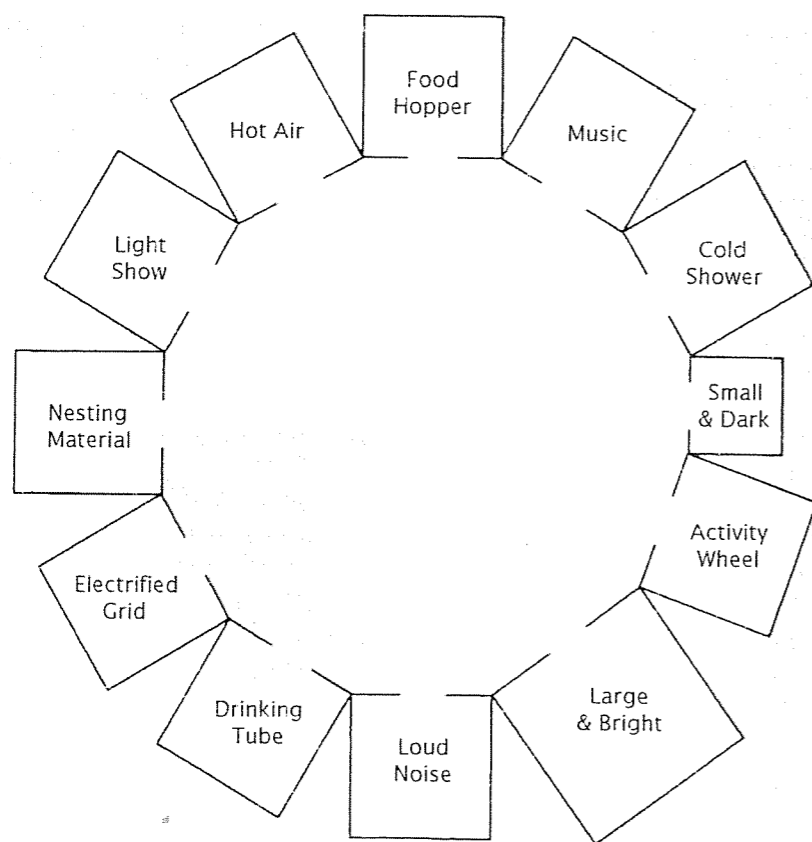 Food
Hopper
Hot Air
Music
Light
Show
Cold
Shower
Nesting
Material
Small
& Dark
Electrified
Grid
Activity
Wheel
Drinking
Tube
Loud
Noise
Large
& Bright